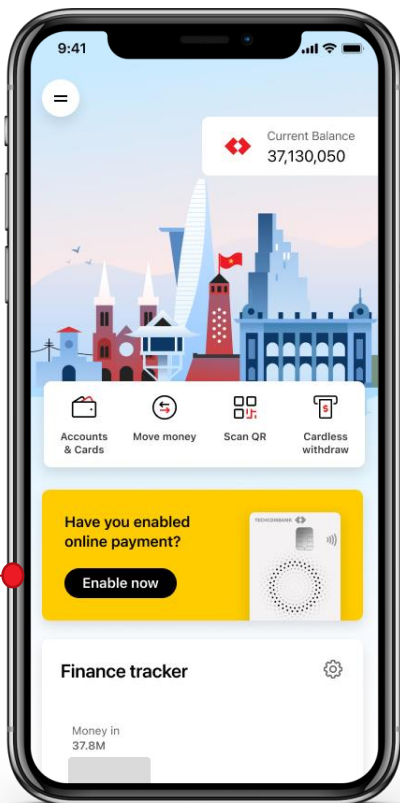 9:41
Current Balance
37,130,050
Accounts
& Cards
Move money
Scan QR
Cardless
withdraw
Have you enabled
online payment?
Enable now
TECHCOMBANK
Finance tracker
Money in
37.8M